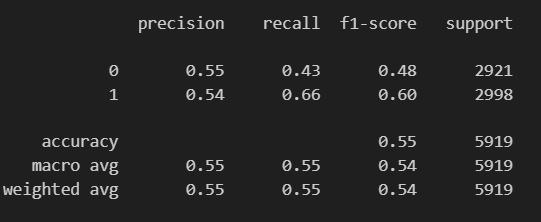 precision recall f1-score support
0 0.55 0.43 0.48 2921
1 0.54 0.66 0.60 2998
accuracy 0.55 5919
macro avg 0.55 0.55 0.54 5919
weighted avg 0.55 0.55 0.54 5919